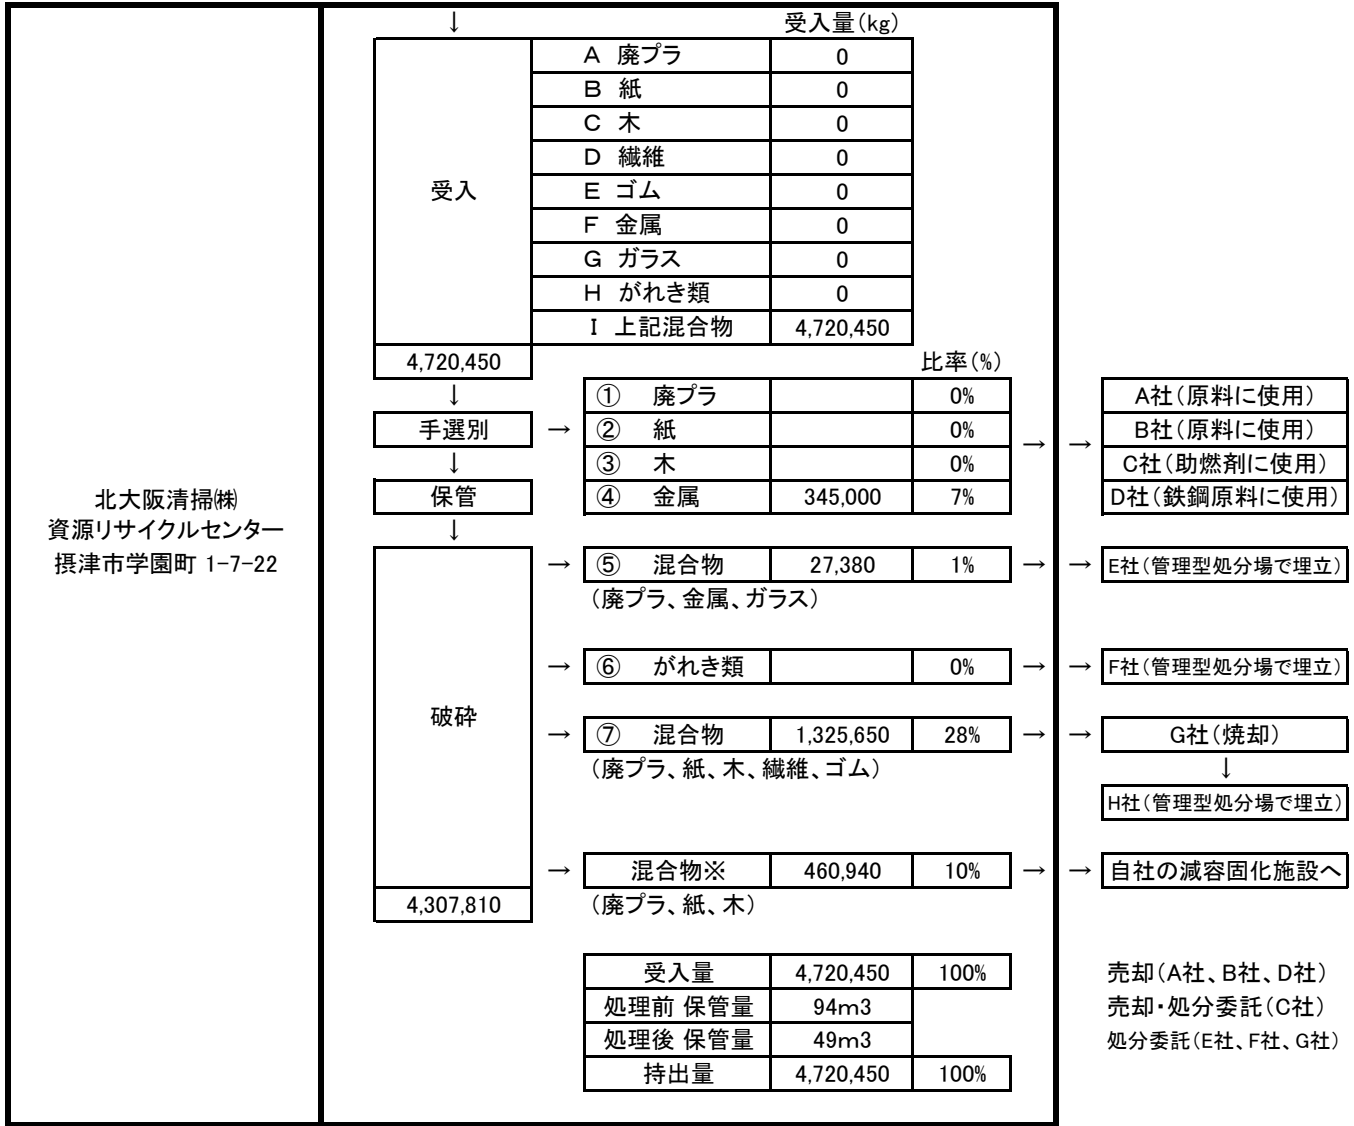 ↓ 受入量(kg)
A 廃プラ 0
B 紙 0
C 木 0
D 繊維 0
受入 E ゴム 0
F 金属 0
G ガラス 0
H がれき類 0
I 上記混合物 4,720,450
4,720,450 比率(%)
↓ ① 廃プラ 0% A社(原料に使用)
手選別 → ② 紙 0% → → B社(原料に使用)
↓ ③ 木 0% C社(助燃剤に使用)
保管 ④ 金属 345,000 7% D社(鉄鋼原料に使用)
↓
北大阪清掃㈱
資源リサイクルセンター
摂津市学園町 1-7-22
→ ⑤ 混合物 27,380 1% → → E社(管理型処分場で埋立)
(廃プラ、金属、ガラス)
→ ⑥ がれき類 0% → → F社(管理型処分場で埋立)
破砕
→ ⑦ 混合物 1,325,650 28% → → G社(焼却)
(廃プラ、紙、木、繊維、ゴム) ↓
H社(管理型処分場で埋立)
→ 混合物※ 460,940 10% → → 自社の減容固化施設へ
4,307,810 (廃プラ、紙、木)
受入量 4,720,450 100% 売却(A社、B社、D社)
処理前 保管量 94m3 売却・処分委託(C社)
処理後 保管量 49m3 処分委託(E社、F社、G社)
持出量 4,720,450 100%